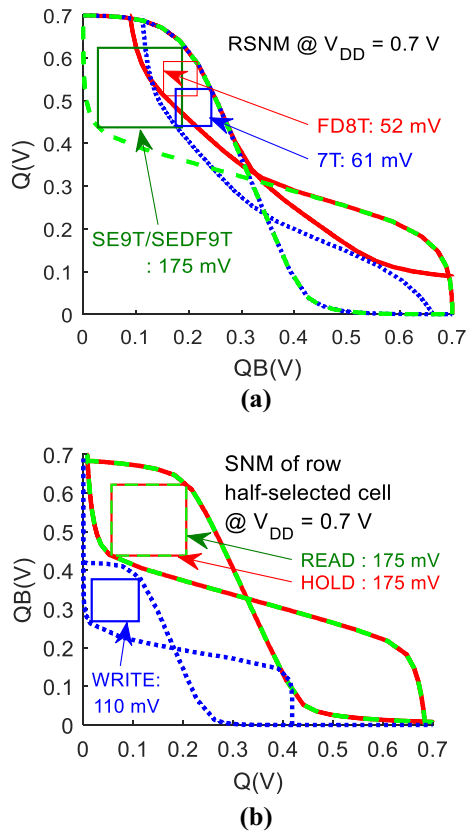 0.7
0.6
0.5
0.4
0.3
0.2
0.1
0
Q(V)
RSNM @ VDD = 0.7 V
FD8T: 52 mV
7T: 61 mV
SE9T/SEDF9T
: 175 mV
0 0.1 0.2 0.3 0.4 0.5 0.6 0.7
QB(V)
(a)
0.7
0.6
0.5
0.4
0.3
0.2
0.1
0
QB(V)
SNM of row
half-selected cell
@ VDD = 0.7 V
READ : 175 mV
HOLD : 175 mV
WRITE:
110 mV
0 0.1 0.2 0.3 0.4 0.5 0.6 0.7
Q(V)
(b)